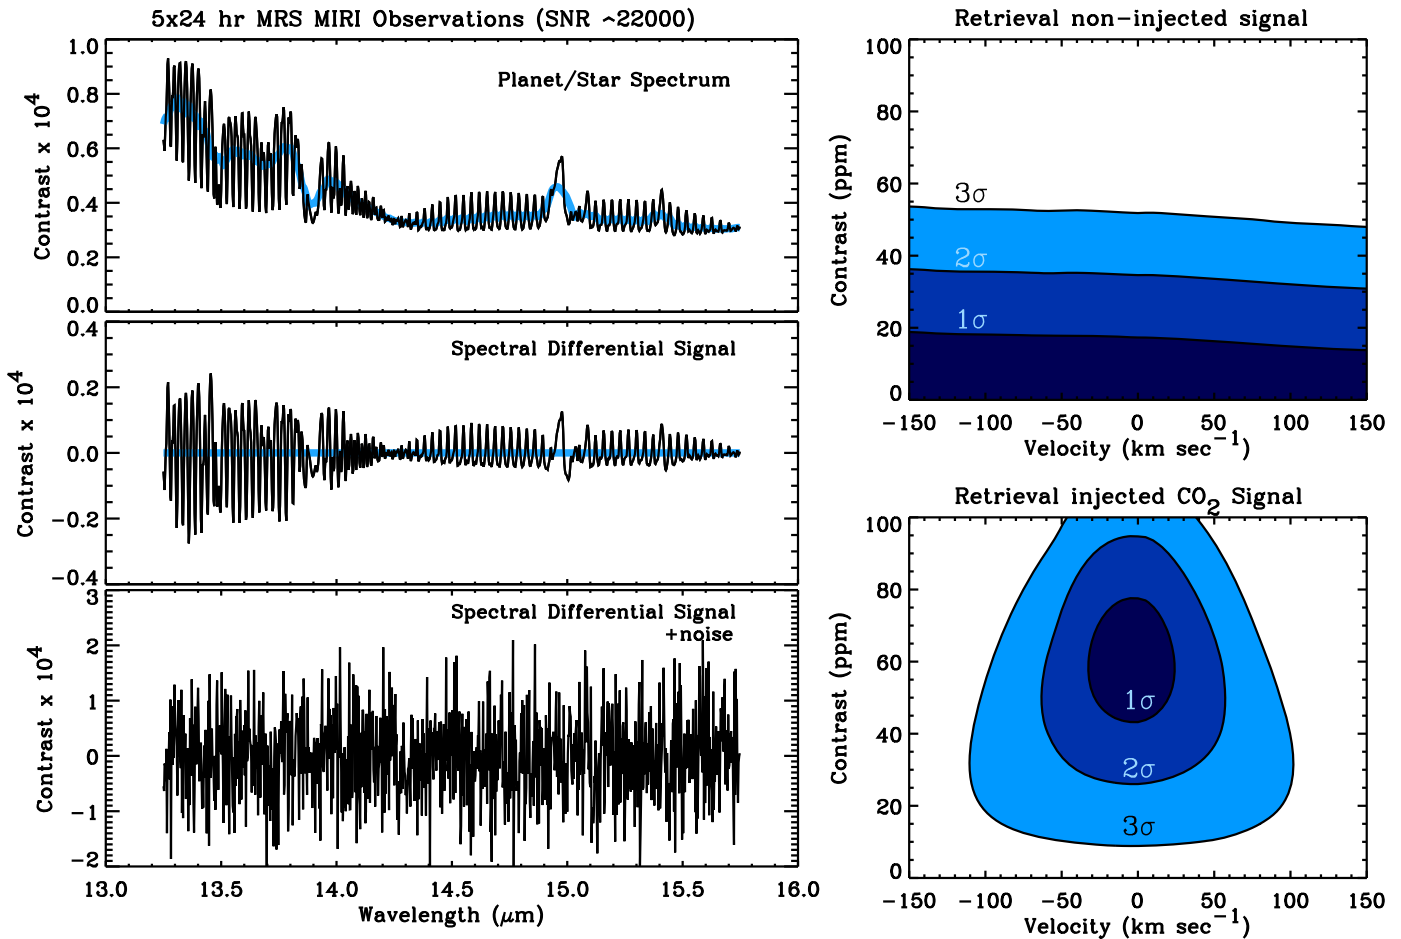 5x24 hr MRS MIRI Observations (SNR ~22000)
1.0
0.8
0.6
0.4
0.2
0.0
Contrast x 10⁴
Planet/Star Spectrum
0.4
0.2
0.0
−0.2
−0.4
Contrast x 10⁴
Spectral Differential Signal
3
2
1
0
−1
−2
Contrast x 10⁴
Spectral Differential Signal
+noise
13.0 13.5 14.0 14.5 15.0 15.5 16.0
Wavelength (μm)
Retrieval non−injected signal
100
80
60
40
20
0
Contrast (ppm)
3σ
2σ
1σ
−150 −100 −50 0 50 100 150
Velocity (km sec⁻¹)
Retrieval injected CO₂ Signal
100
80
60
40
20
0
Contrast (ppm)
1σ
2σ
3σ
−150 −100 −50 0 50 100 150
Velocity (km sec⁻¹)